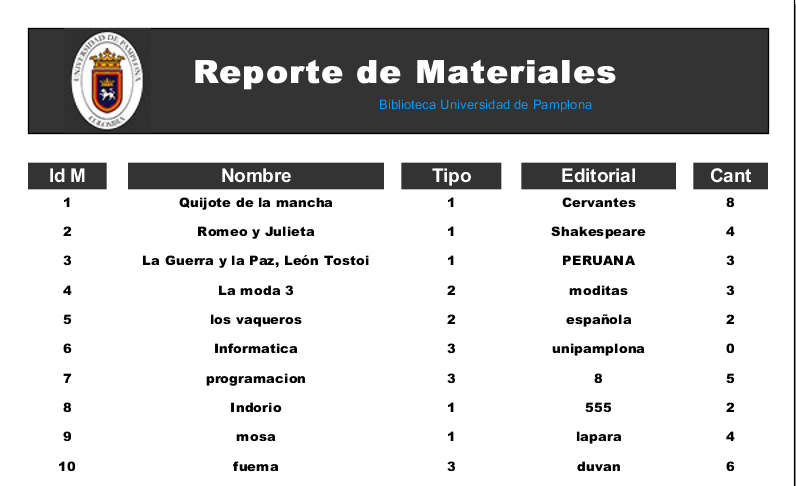 UNIVERSIDAD DE PAMPLONA
COLOMBIA
Reporte de Materiales
Biblioteca Universidad de Pamplona
Id M Nombre Tipo Editorial Cant
1 Quijote de la mancha 1 Cervantes 8
2 Romeo y Julieta 1 Shakespeare 4
3 La Guerra y la Paz, León Tostoi 1 PERUANA 3
4 La moda 3 2 moditas 3
5 los vaqueros 2 española 2
6 Informatica 3 unipamplona 0
7 programacion 3 8 5
8 Indorio 1 555 2
9 mosa 1 lapara 4
10 fuema 3 duvan 6